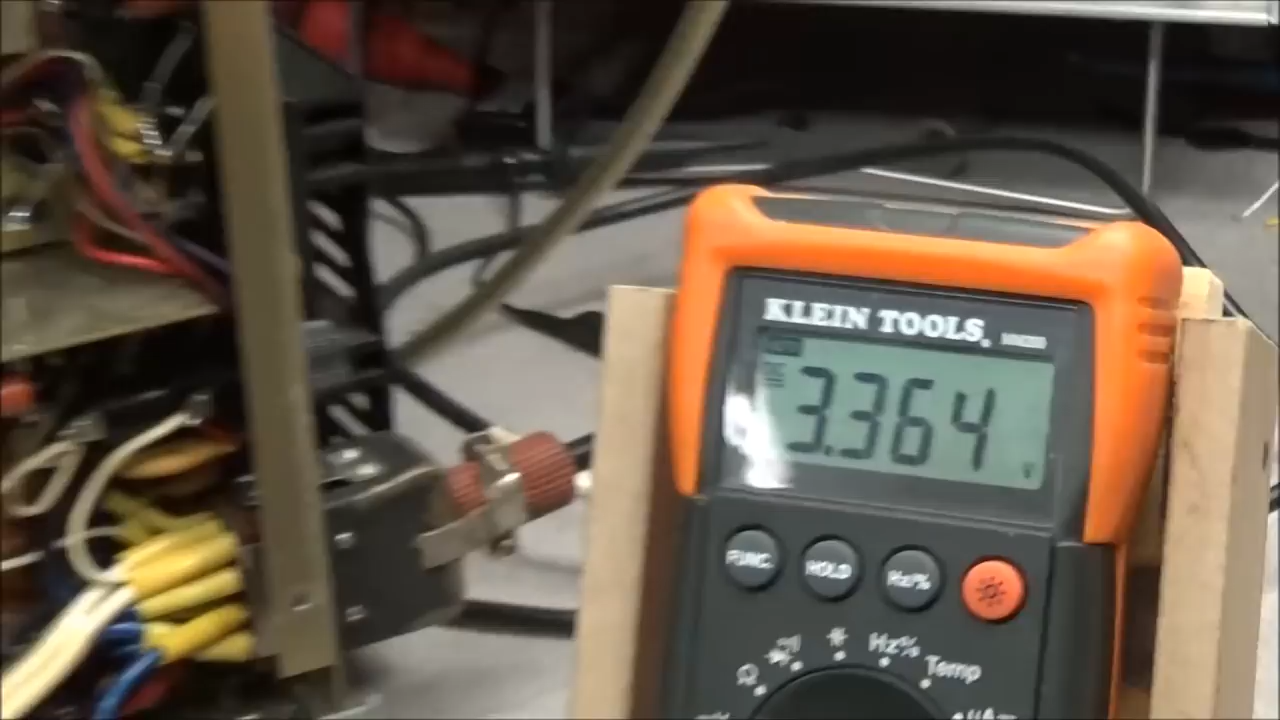 KLEIN TOOLS.
3.364
V
FUNC. HOLD Hz%
Ω Hz% Temp